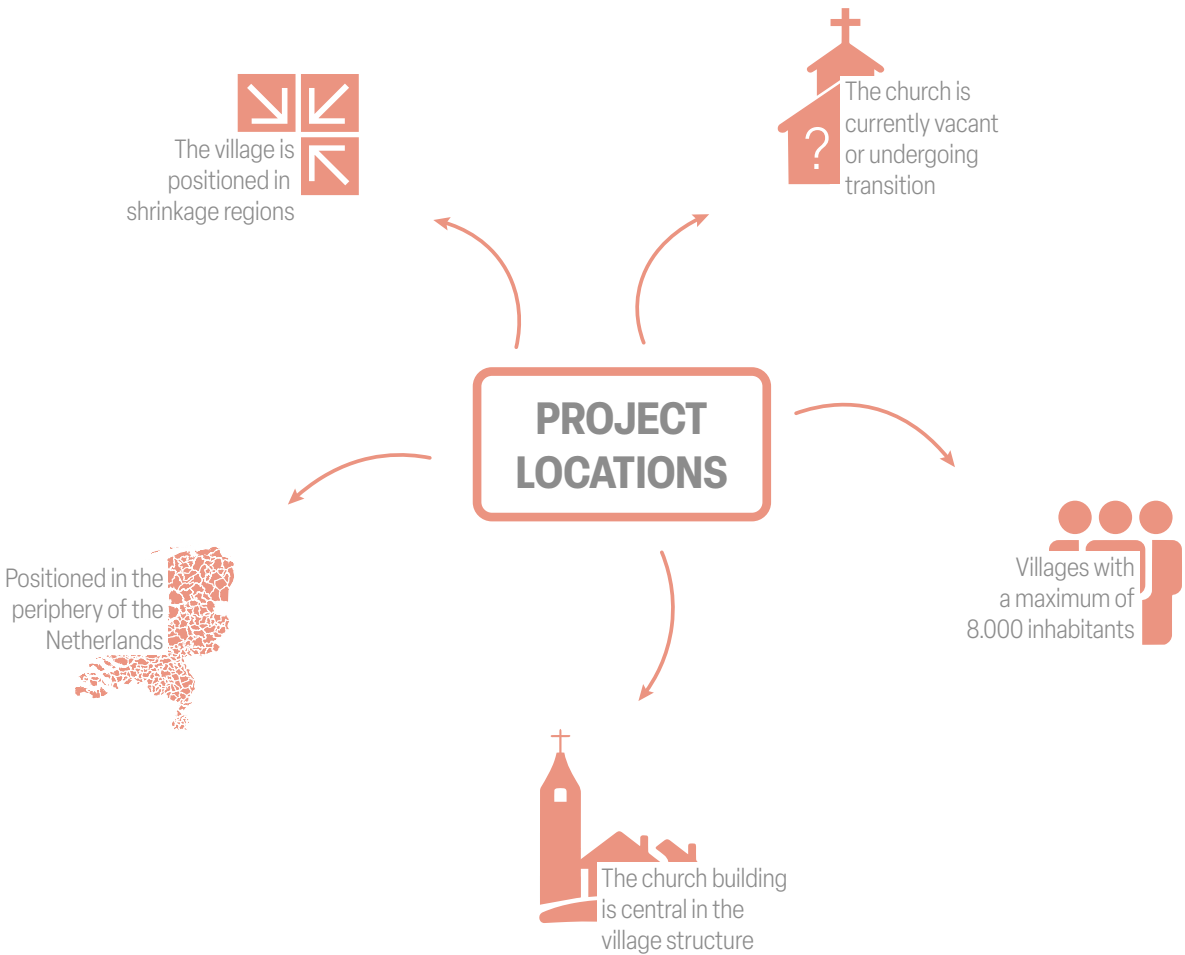 The church is
currently vacant
or undergoing
transition
The village is
positioned in
shrinkage regions
?
PROJECT
LOCATIONS
Villages with
a maximum of
8.000 inhabitants
Positioned in the
periphery of the
Netherlands
The church building
is central in the
village structure